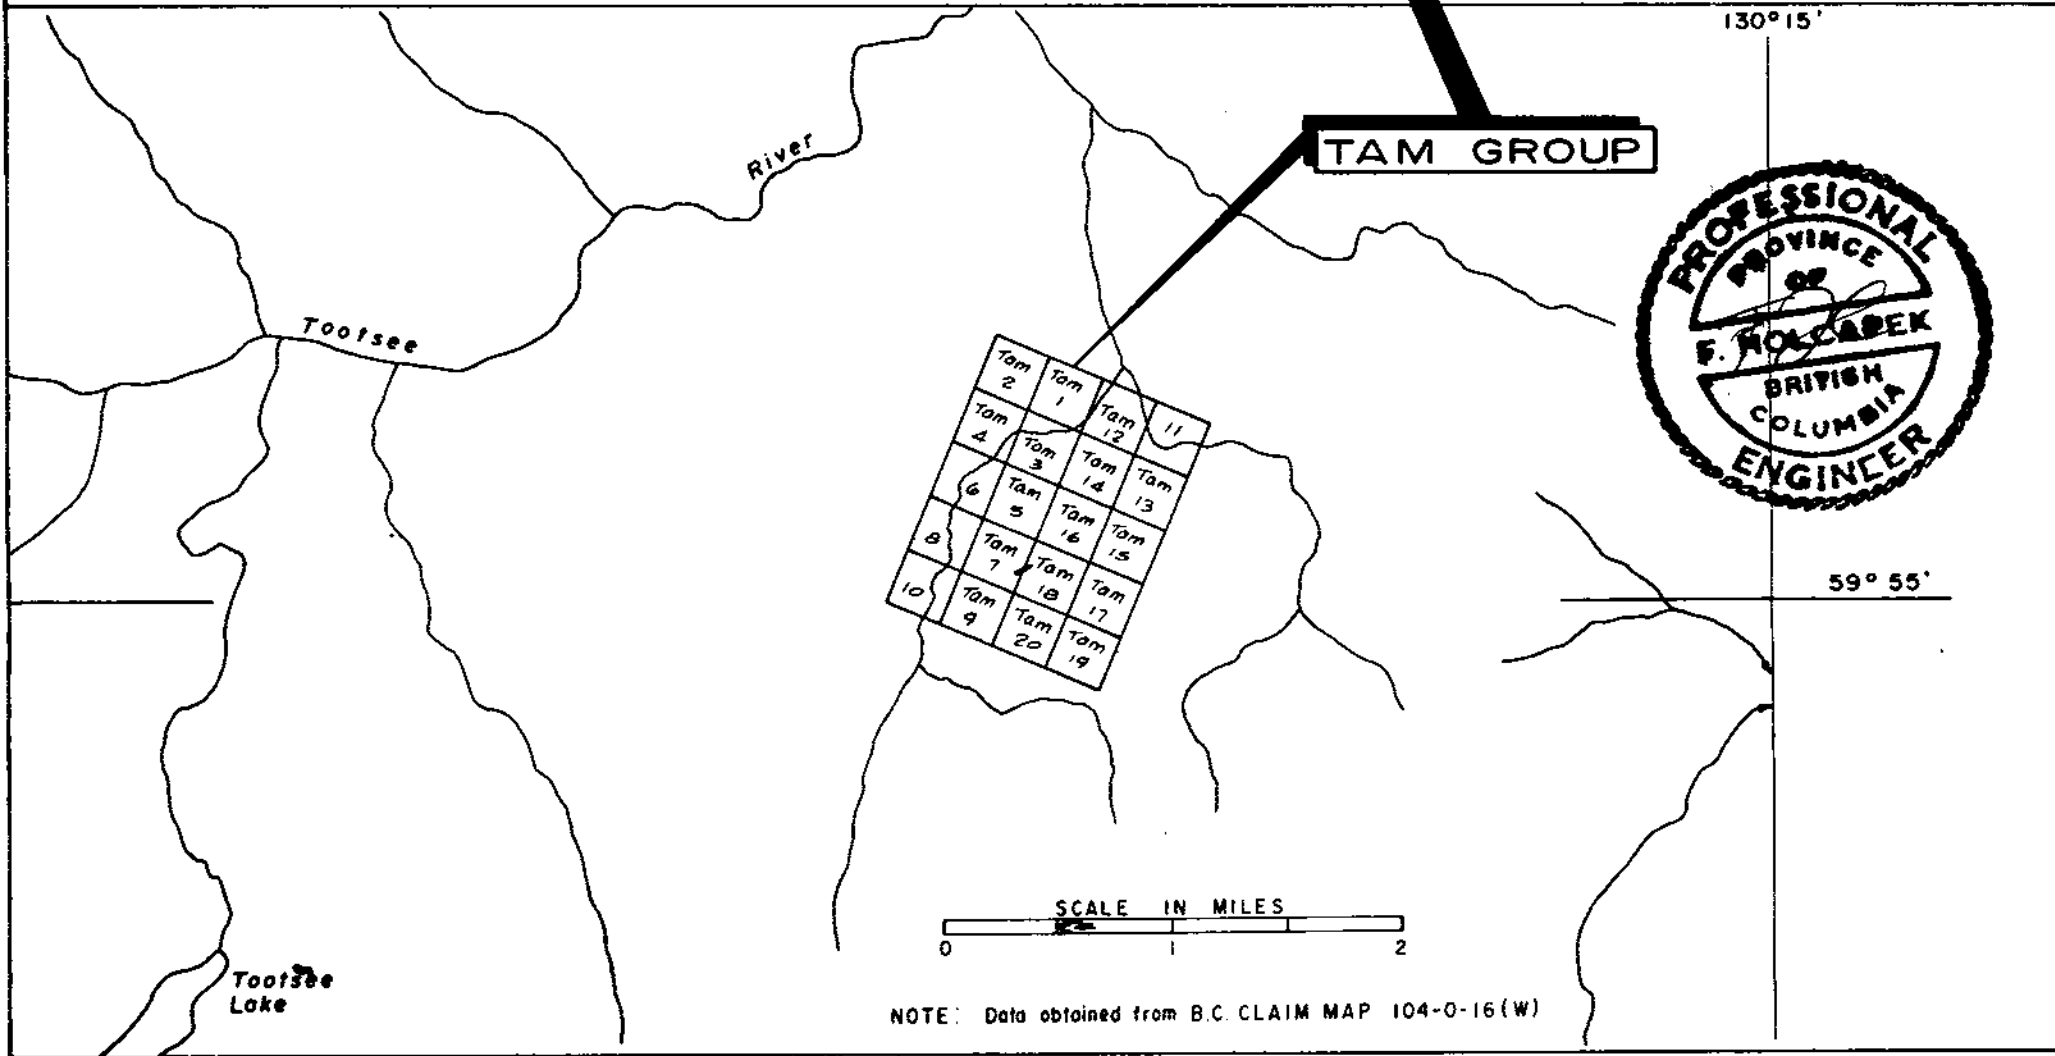 130° 15'
River
TAM GROUP
PROFESSIONAL
PROVINCE
OF
F. HOLCAPEK
BRITISH
COLUMBIA
ENGINEER
Tootsee
Tam 2
Tam 1
Tam 12
11
Tam 4
Tam 3
Tam 14
Tam 13
6
Tam 5
Tam 16
Tam 15
8
Tam 7
Tam 18
Tam 17
10
Tam 9
Tam 20
Tam 19
59° 55'
SCALE IN MILES
0 1 2
Tootsee
Lake
NOTE: Data obtained from B.C. CLAIM MAP 104-O-16(W)